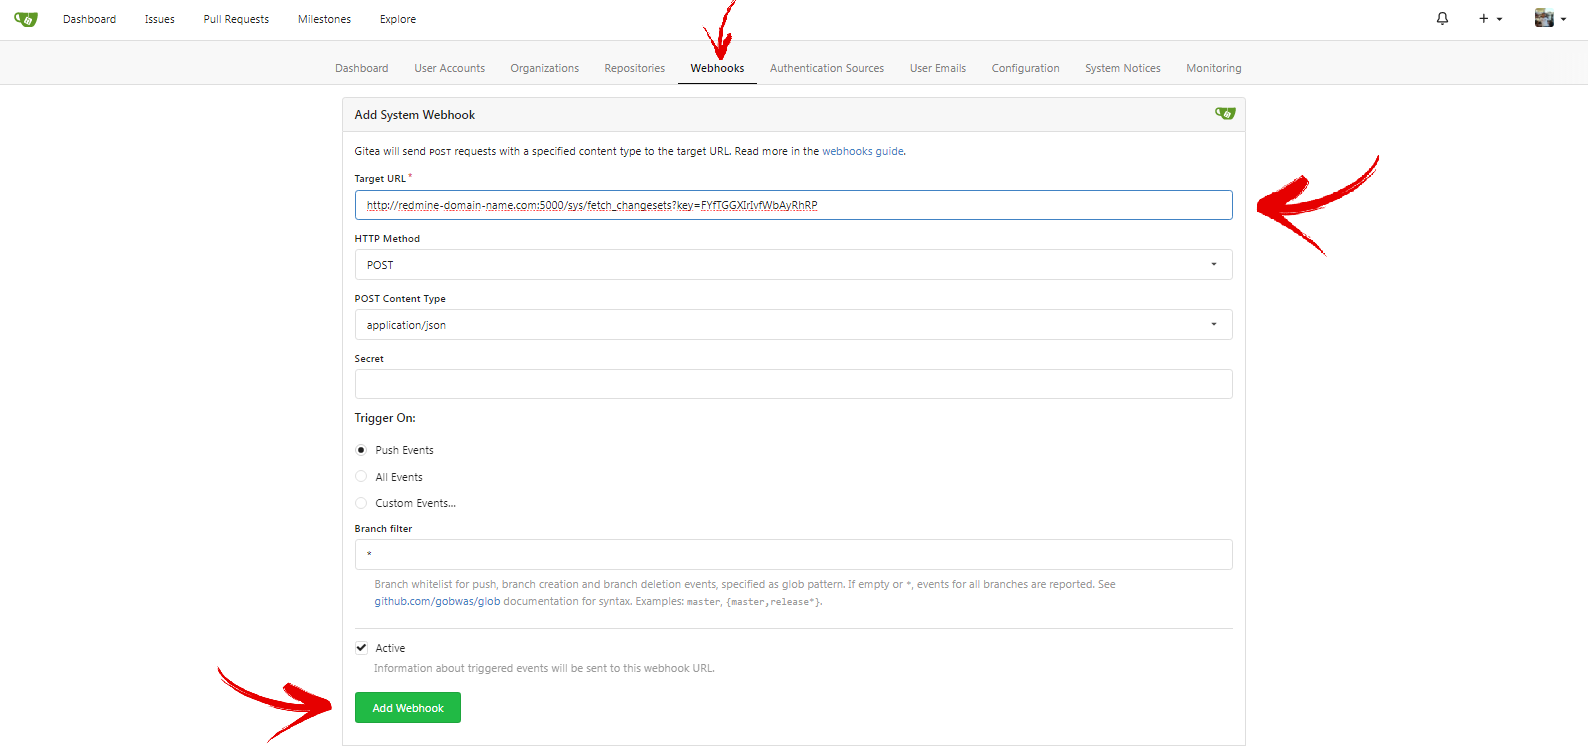 Dashboard Issues Pull Requests Milestones Explore
Dashboard User Accounts Organizations Repositories Webhooks Authentication Sources User Emails Configuration System Notices Monitoring
Add System Webhook
Gitea will send POST requests with a specified content type to the target URL. Read more in the webhooks guide.
Target URL*
http://redmine-domain-name.com:5000/sys/fetch_changesets?key=FYfTGGXIrIvfWbAyRhRP
HTTP Method
POST
POST Content Type
application/json
Secret
Trigger On:
Push Events
All Events
Custom Events...
Branch filter
*
Branch whitelist for push, branch creation and branch deletion events, specified as glob pattern. If empty or *, events for all branches are reported. See
github.com/gobwas/glob documentation for syntax. Examples: master, {master,release*}.
Active
Information about triggered events will be sent to this webhook URL.
Add Webhook